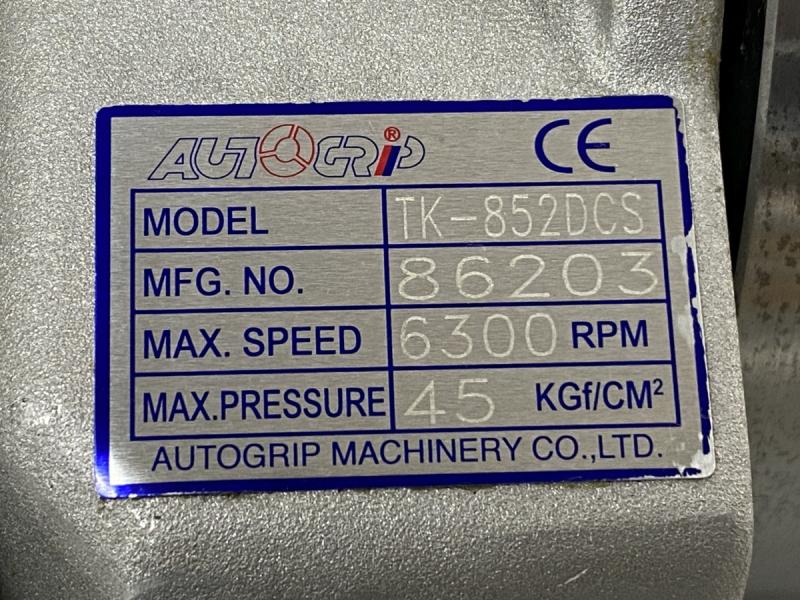 AUTOGRIP®
CE
MODEL TK-852DCS
MFG. NO. 86203
MAX. SPEED 6300 RPM
MAX.PRESSURE 45 KGf/CM²
AUTOGRIP MACHINERY CO.,LTD.